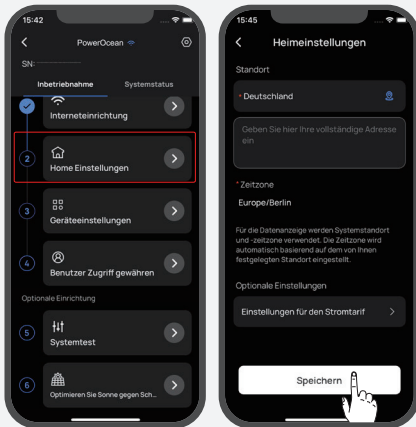 15:42
PowerOcean
SN:
Inbetriebnahme
Systemstatus
Interneteinrichtung
2
Home Einstellungen
3
Geräteeinstellungen
4
Benutzer Zugriff gewähren
Optionale Einrichtung
5
Systemtest
6
Optimieren Sie Sonne gegen Sch...
15:45
Heimeinstellungen
Standort
* Deutschland
Geben Sie hier Ihre vollständige Adresse
ein
* Zeitzone
Europe/Berlin
Für die Datenanzeige werden Systemstandort
und -zeitzone verwendet. Die Zeitzone wird
automatisch basierend auf dem von Ihnen
festgelegten Standort eingestellt.
Optionale Einstellungen
Einstellungen für den Stromtarif
Speichern